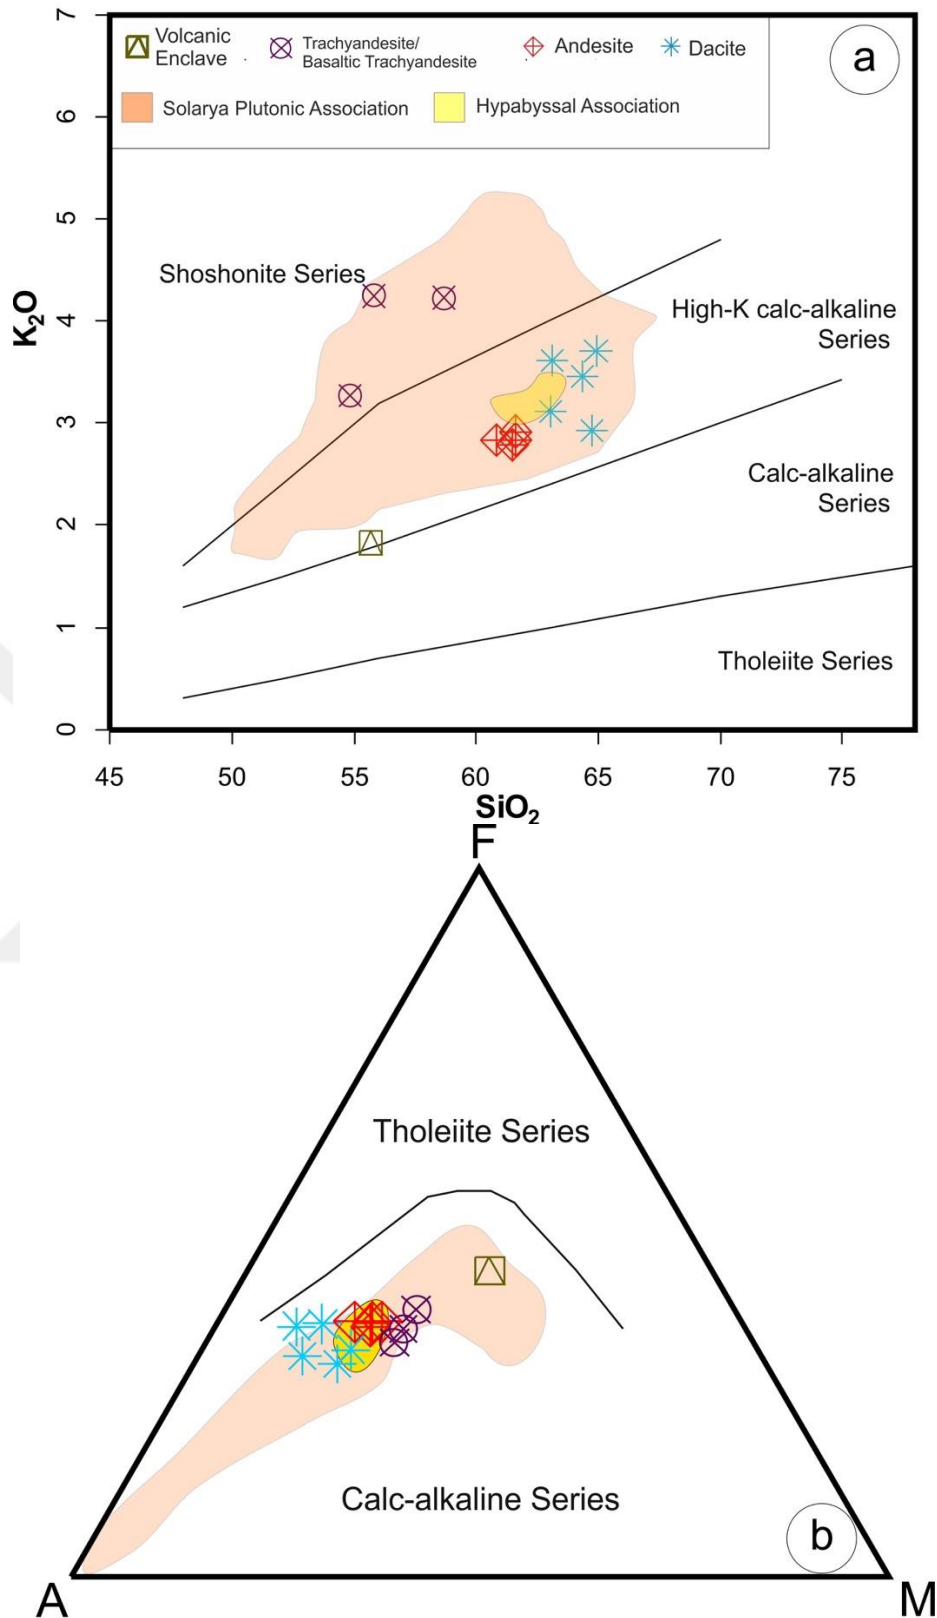 7
Volcanic
Enclave
Trachyandesite/
Basaltic Trachyandesite
Andesite
Dacite
a
Solarya Plutonic Association
Hypabyssal Association
6
5
Shoshonite Series
High-K calc-alkaline
Series
4
K₂O
3
Calc-alkaline
Series
2
1
Tholeiite Series
0
45 50 55 60 65 70 75
SiO₂
F
Tholeiite Series
Calc-alkaline Series
b
A M